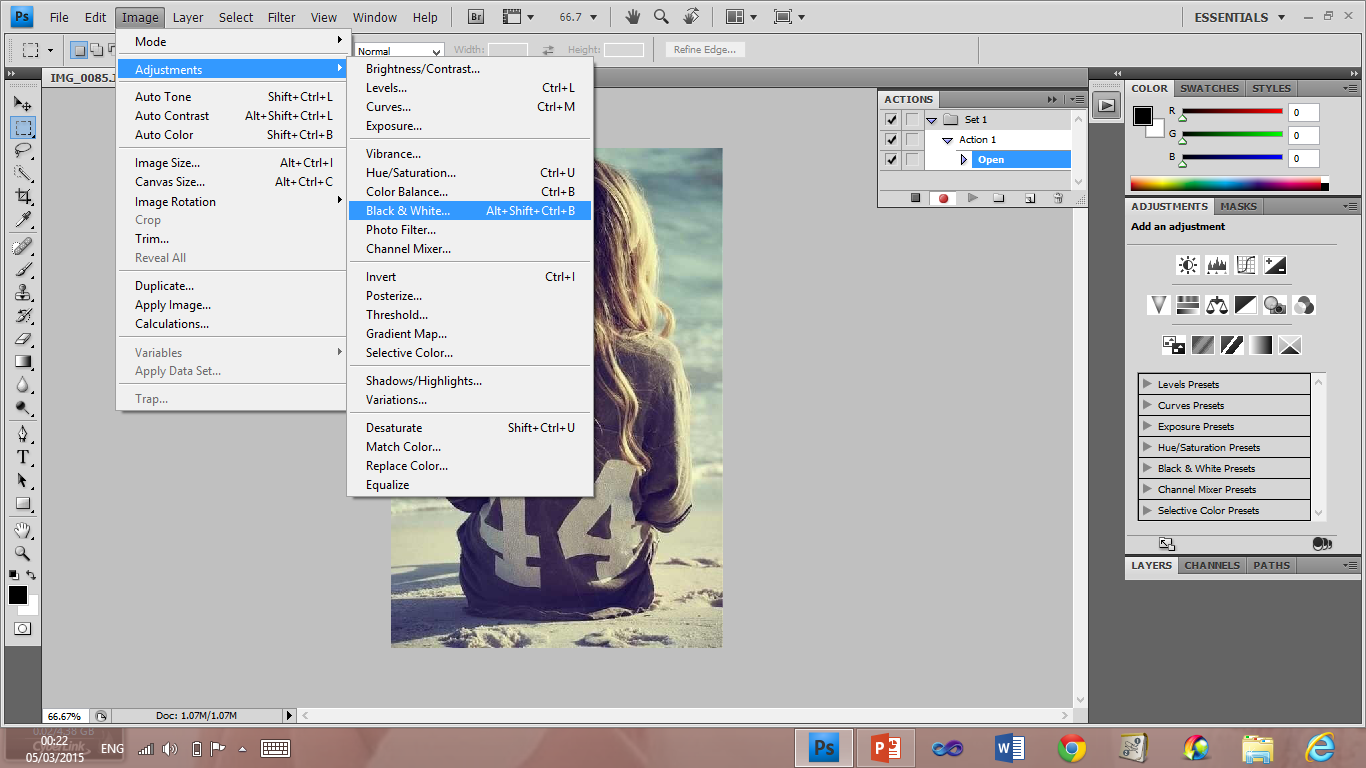 Ps File Edit Image Layer Select Filter View Window Help Br 66.7 ESSENTIALS
Normal Width: Height: Refine Edge...
Mode
Adjustments
Auto Tone Shift+Ctrl+L
Auto Contrast Alt+Shift+Ctrl+L
Auto Color Shift+Ctrl+B
Image Size... Alt+Ctrl+I
Canvas Size... Alt+Ctrl+C
Image Rotation
Crop
Trim...
Reveal All
Duplicate...
Apply Image...
Calculations...
Variables
Apply Data Set...
Trap...
Brightness/Contrast...
Levels... Ctrl+L
Curves... Ctrl+M
Exposure...
Vibrance...
Hue/Saturation... Ctrl+U
Color Balance... Ctrl+B
Black & White... Alt+Shift+Ctrl+B
Photo Filter...
Channel Mixer...
Invert Ctrl+I
Posterize...
Threshold...
Gradient Map...
Selective Color...
Shadows/Highlights...
Variations...
Desaturate Shift+Ctrl+U
Match Color...
Replace Color...
Equalize
IMG_0085.
44
ACTIONS
Set 1
Action 1
Open
COLOR SWATCHES STYLES
R 0
G 0
B 0
ADJUSTMENTS MASKS
Add an adjustment
Levels Presets
Curves Presets
Exposure Presets
Hue/Saturation Presets
Black & White Presets
Channel Mixer Presets
Selective Color Presets
LAYERS CHANNELS PATHS
T
66.67% Doc: 1.07M/1.07M
0.02/4.38 GB
CyberLink
00:22
05/03/2015
ENG
Ps